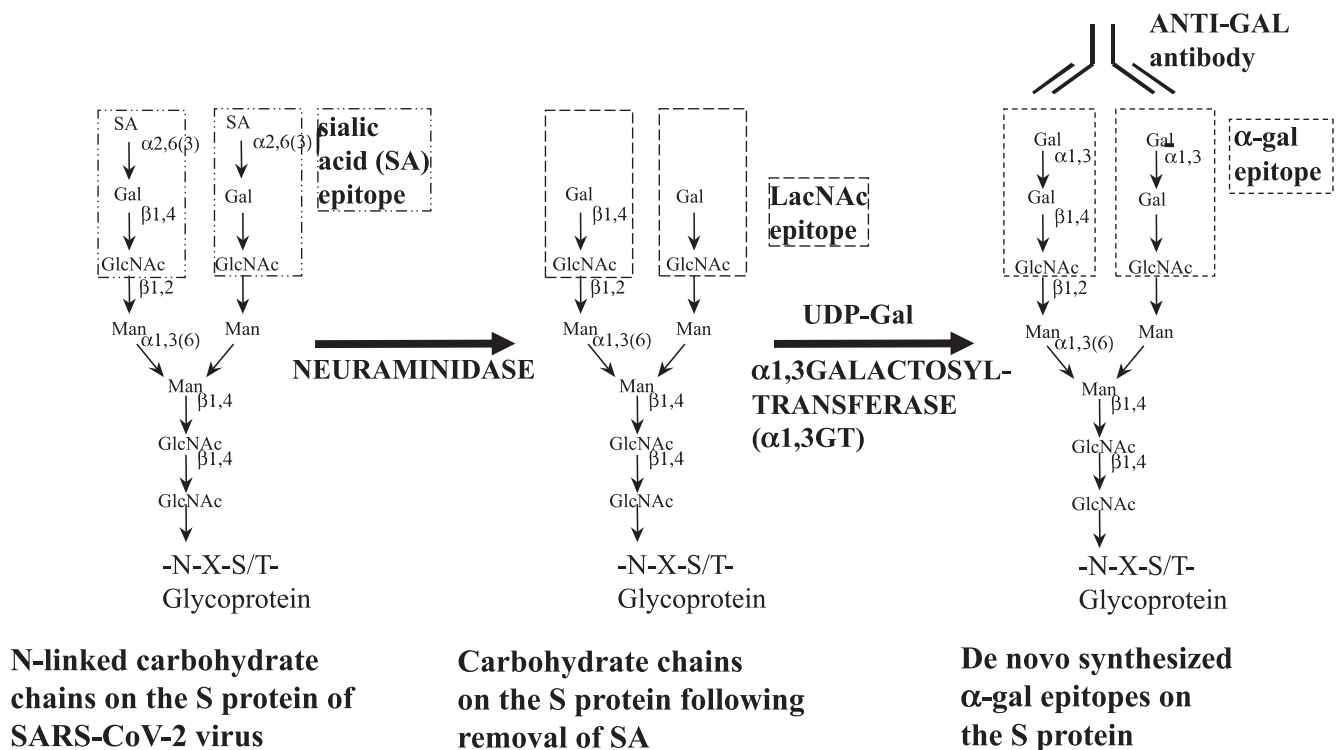 ANTI-GAL
antibody
SA SA
α2,6(3) α2,6(3)
Gal Gal
β1,4
GlcNAc GlcNAc
β1,2
Man Man
α1,3(6)
Man
β1,4
GlcNAc
β1,4
GlcNAc
-N-X-S/T-
Glycoprotein
sialic
acid (SA)
epitope
NEURAMINIDASE
Gal Gal
β1,4
GlcNAc GlcNAc
β1,2
Man Man
α1,3(6)
Man
β1,4
GlcNAc
β1,4
GlcNAc
-N-X-S/T-
Glycoprotein
LacNAc
epitope
UDP-Gal
α1,3GALACTOSYL-
TRANSFERASE
(α1,3GT)
Gal Gal
α1,3 α1,3
Gal Gal
β1,4
GlcNAc GlcNAc
β1,2
Man Man
α1,3(6)
Man
β1,4
GlcNAc
β1,4
GlcNAc
-N-X-S/T-
Glycoprotein
α-gal
epitope
N-linked carbohydrate
chains on the S protein of
SARS-CoV-2 virus
Carbohydrate chains
on the S protein following
removal of SA
De novo synthesized
α-gal epitopes on
the S protein